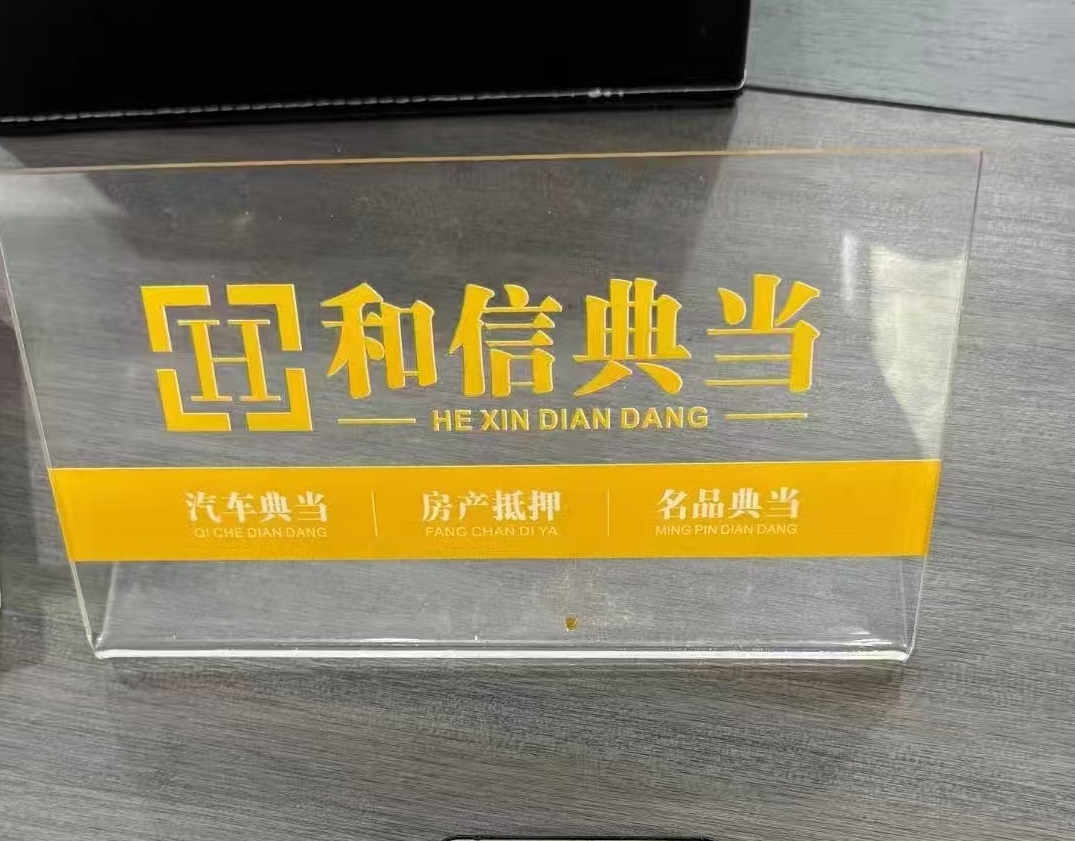 H 和信典当
HE XIN DIAN DANG
汽车典当 房产抵押 名品典当
QI CHE DIAN DANG FANG CHAN DI YA MING PIN DIAN DANG